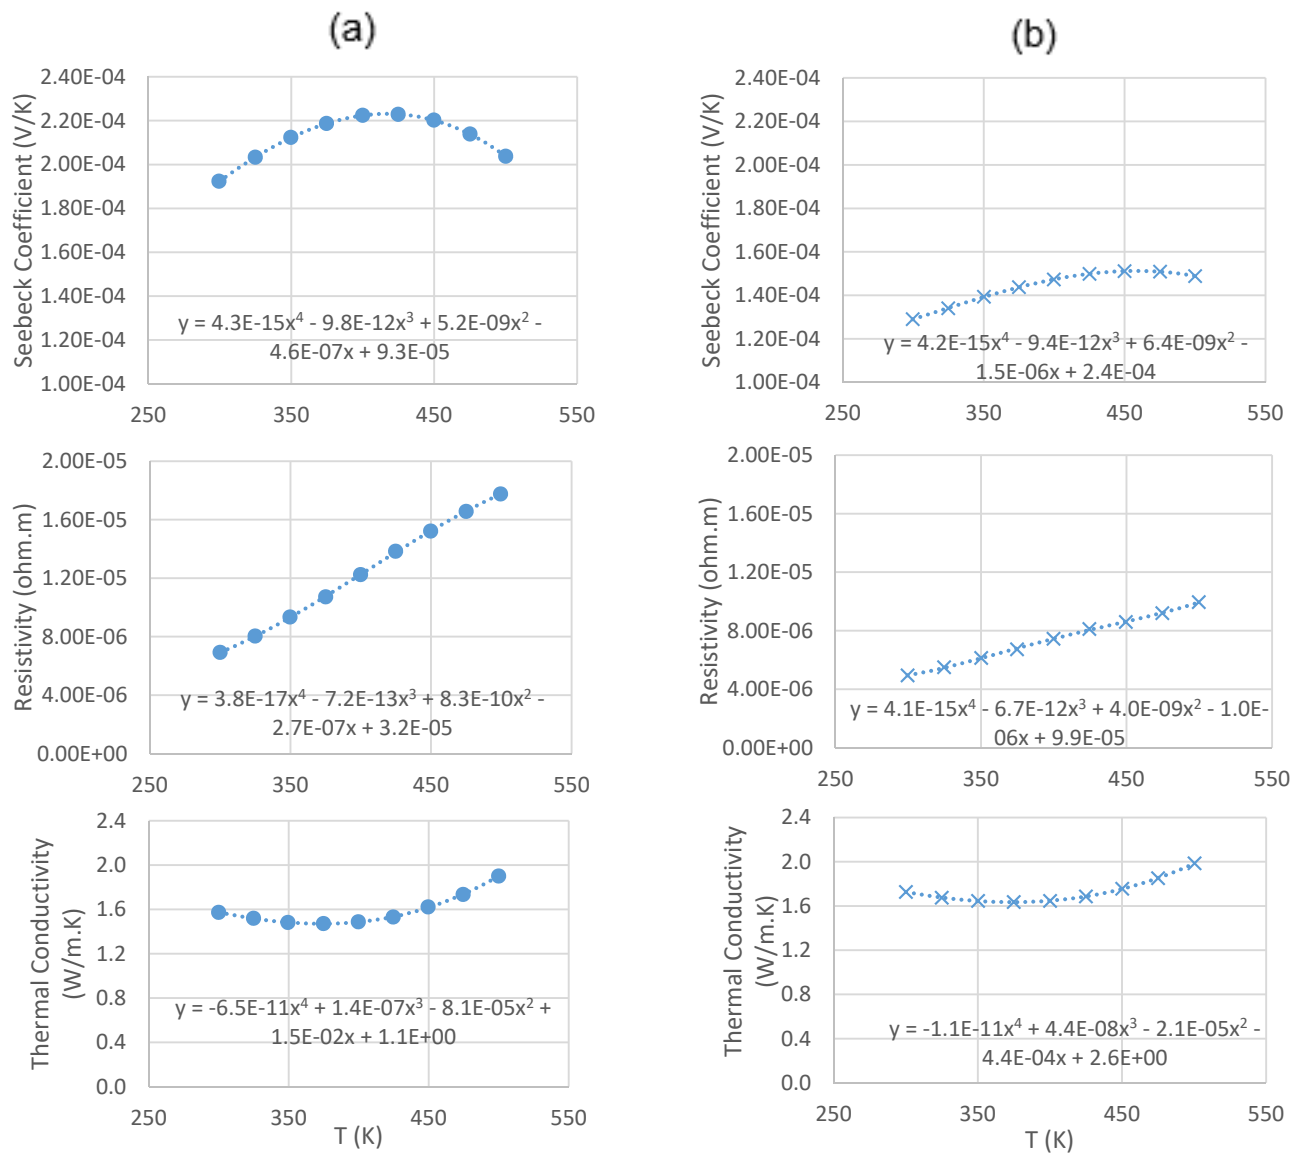 (a)
2.40E-04
2.20E-04
2.00E-04
1.80E-04
1.60E-04
1.40E-04
1.20E-04
1.00E-04
Seebeck Coefficient (V/K)
y = 4.3E-15x⁴ - 9.8E-12x³ + 5.2E-09x² -
4.6E-07x + 9.3E-05
250
350
450
550
2.00E-05
1.60E-05
1.20E-05
8.00E-06
4.00E-06
0.00E+00
Resistivity (ohm.m)
y = 3.8E-17x⁴ - 7.2E-13x³ + 8.3E-10x² -
2.7E-07x + 3.2E-05
250
350
450
550
2.4
2.0
1.6
1.2
0.8
0.4
0.0
Thermal Conductivity
(W/m.K)
y = -6.5E-11x⁴ + 1.4E-07x³ - 8.1E-05x² +
1.5E-02x + 1.1E+00
250
350
450
550
T (K)
(b)
2.40E-04
2.20E-04
2.00E-04
1.80E-04
1.60E-04
1.40E-04
1.20E-04
1.00E-04
Seebeck Coefficient (V/K)
y = 4.2E-15x⁴ - 9.4E-12x³ + 6.4E-09x² -
1.5E-06x + 2.4E-04
250
350
450
550
2.00E-05
1.60E-05
1.20E-05
8.00E-06
4.00E-06
0.00E+00
Resistivity (ohm.m)
y = 4.1E-15x⁴ - 6.7E-12x³ + 4.0E-09x² - 1.0E-
06x + 9.9E-05
250
350
450
550
2.4
2.0
1.6
1.2
0.8
0.4
0.0
Thermal Conductivity
(W/m.K)
y = -1.1E-11x⁴ + 4.4E-08x³ - 2.1E-05x² -
4.4E-04x + 2.6E+00
250
350
450
550
T (K)